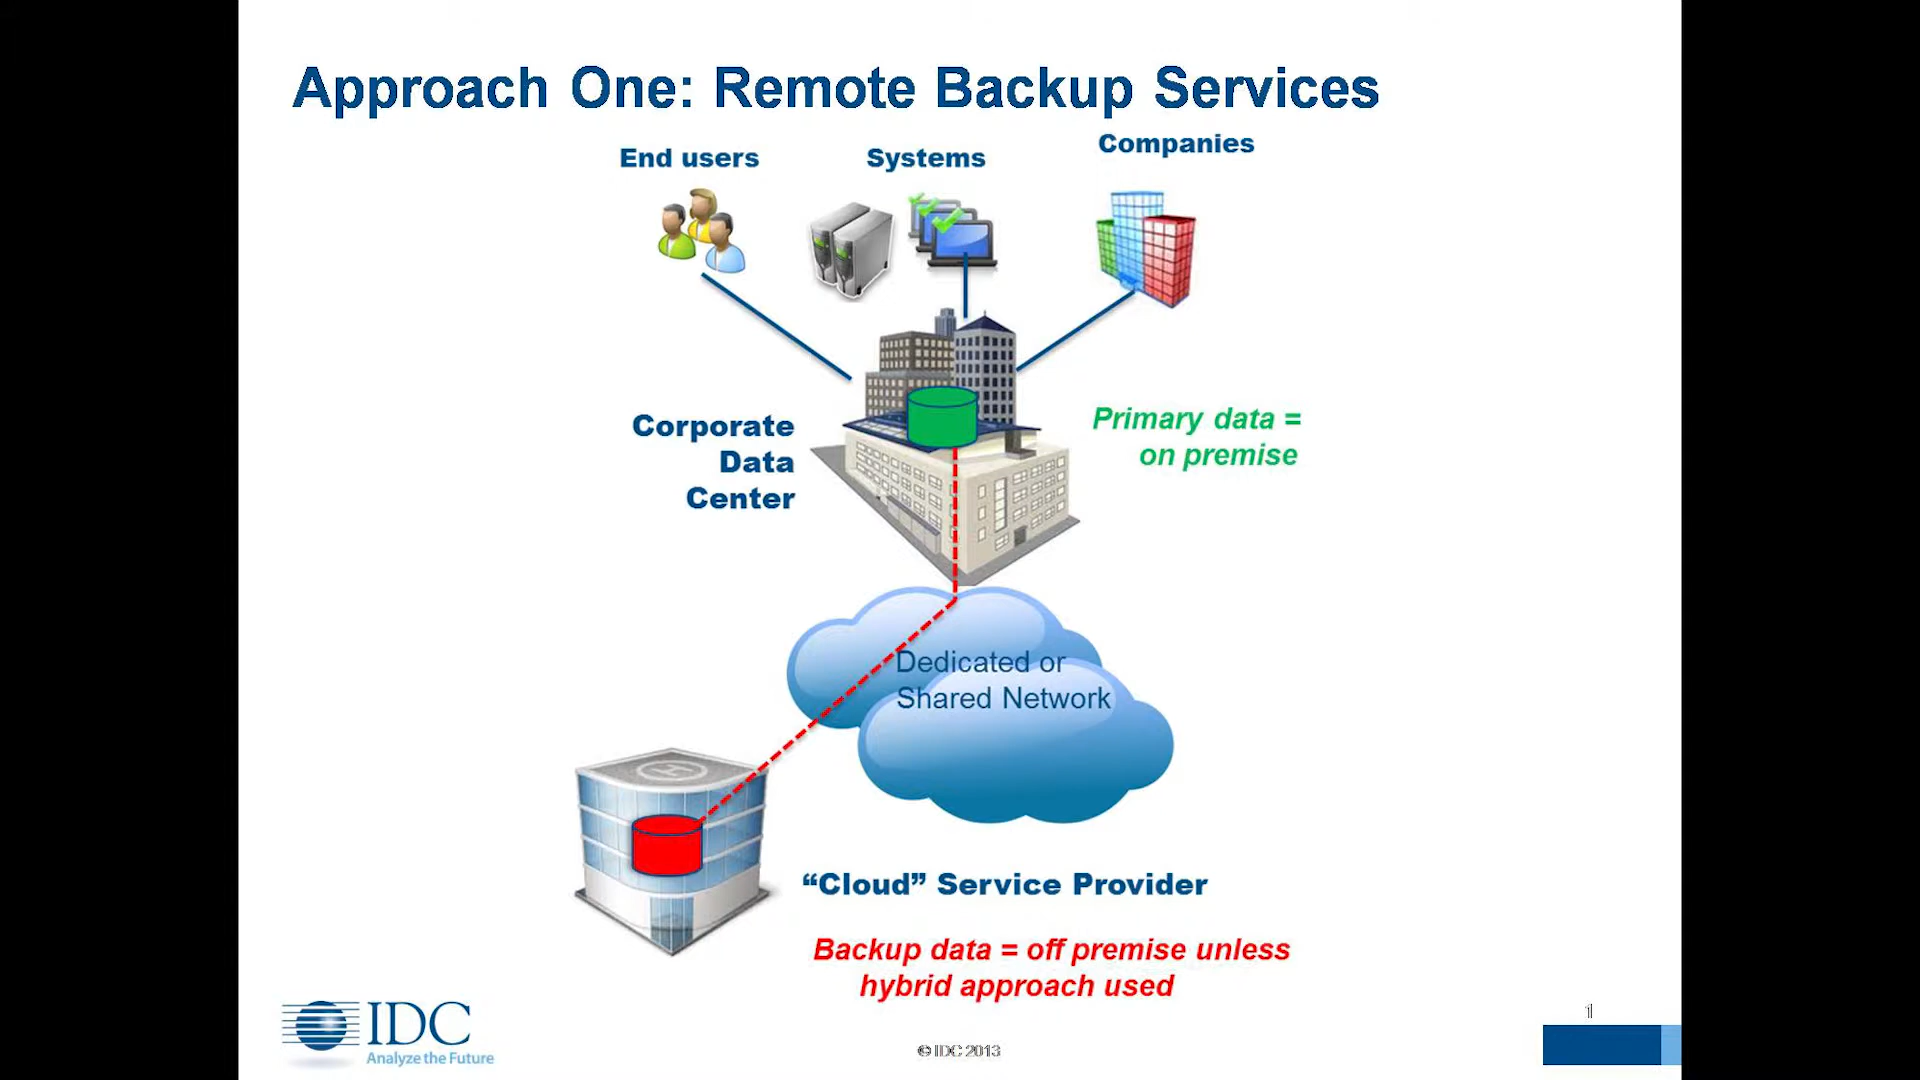 Approach One: Remote Backup Services
End users
Systems
Companies
Corporate
Data
Center
Primary data =
on premise
Dedicated or
Shared Network
“Cloud” Service Provider
Backup data = off premise unless
hybrid approach used
IDC
Analyze the Future
© IDC 2013
1